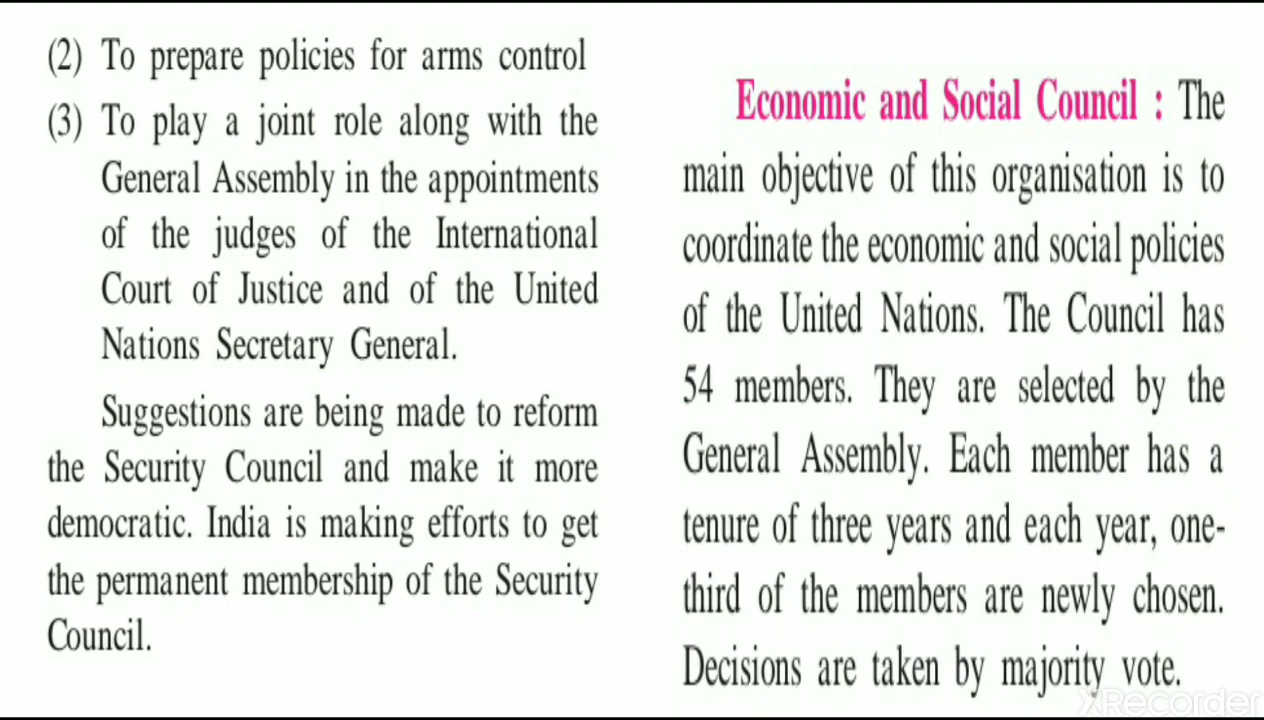 (2) To prepare policies for arms control
(3) To play a joint role along with the
General Assembly in the appointments
of the judges of the International
Court of Justice and of the United
Nations Secretary General.
Suggestions are being made to reform
the Security Council and make it more
democratic. India is making efforts to get
the permanent membership of the Security
Council.
Economic and Social Council : The
main objective of this organisation is to
coordinate the economic and social policies
of the United Nations. The Council has
54 members. They are selected by the
General Assembly. Each member has a
tenure of three years and each year, one-
third of the members are newly chosen.
Decisions are taken by majority vote.
XRecorder